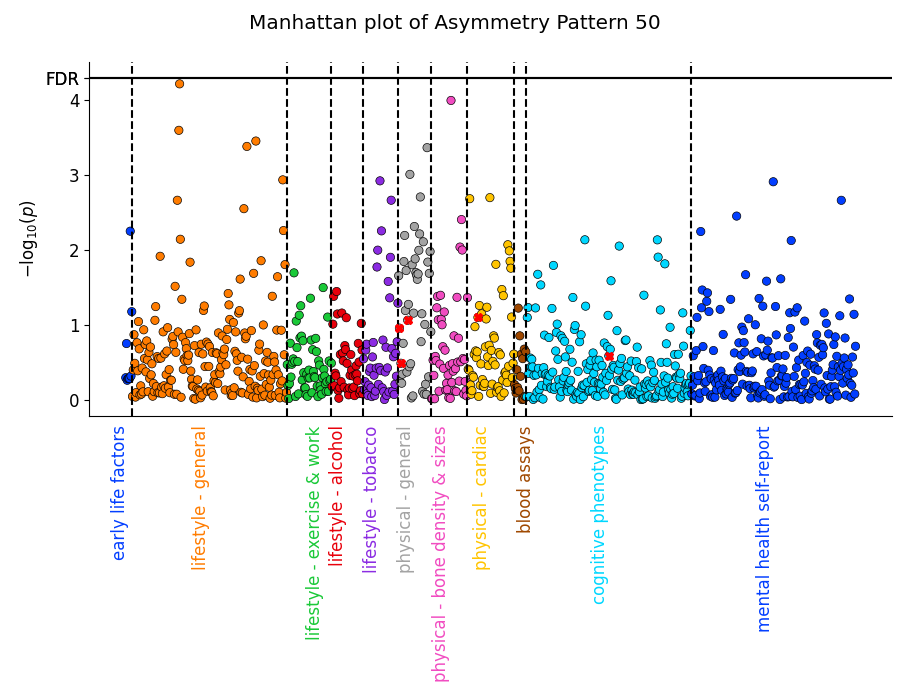 Manhattan plot of Asymmetry Pattern 50
FDR
4
3
2
1
0
−log₁₀(p)
early life factors
lifestyle - general
lifestyle - exercise & work
lifestyle - alcohol
lifestyle - tobacco
physical - general
physical - bone density & sizes
physical - cardiac
blood assays
cognitive phenotypes
mental health self-report